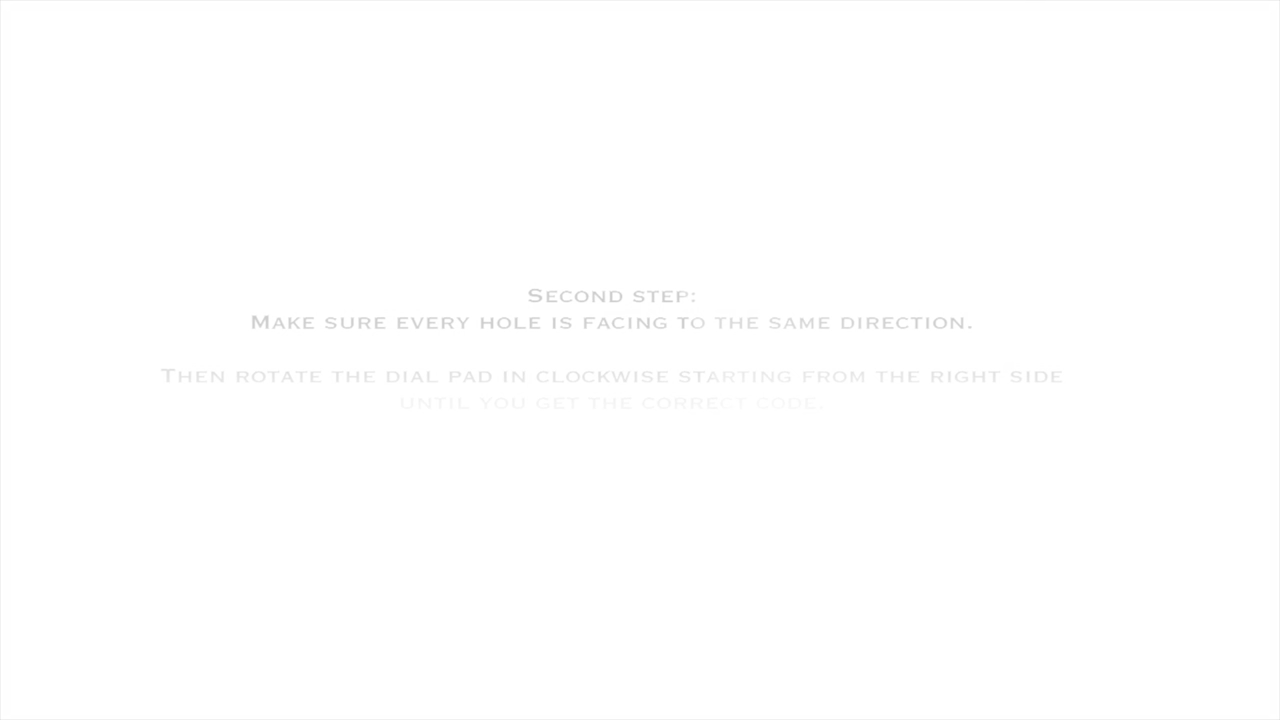 Second step:
Make sure every hole is facing to the same direction.
Then rotate the dial pad in clockwise starting from the right side
until you get the correct code.